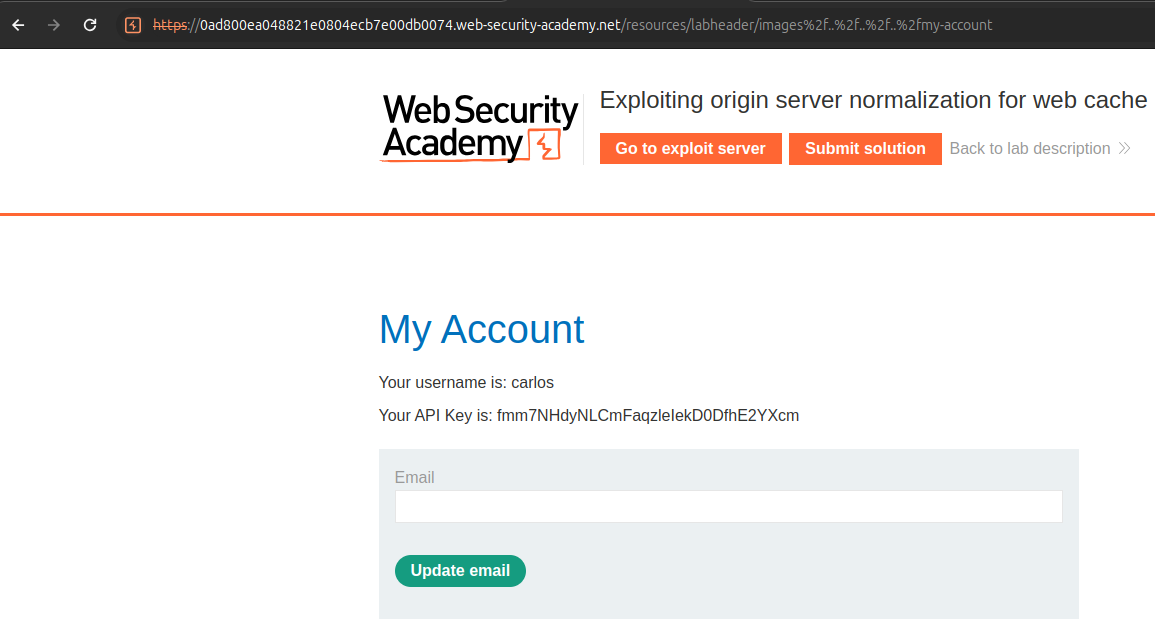 https://0ad800ea048821e0804ecb7e00db0074.web-security-academy.net/resources/labheader/images%2f..%2f..%2f..%2fmy-account
WebSecurity
Academy
Exploiting origin server normalization for web cache
Go to exploit server
Submit solution
Back to lab description
My Account
Your username is: carlos
Your API Key is: fmm7NHdyNLCmFaqzleIekD0DfhE2YXcm
Email
Update email